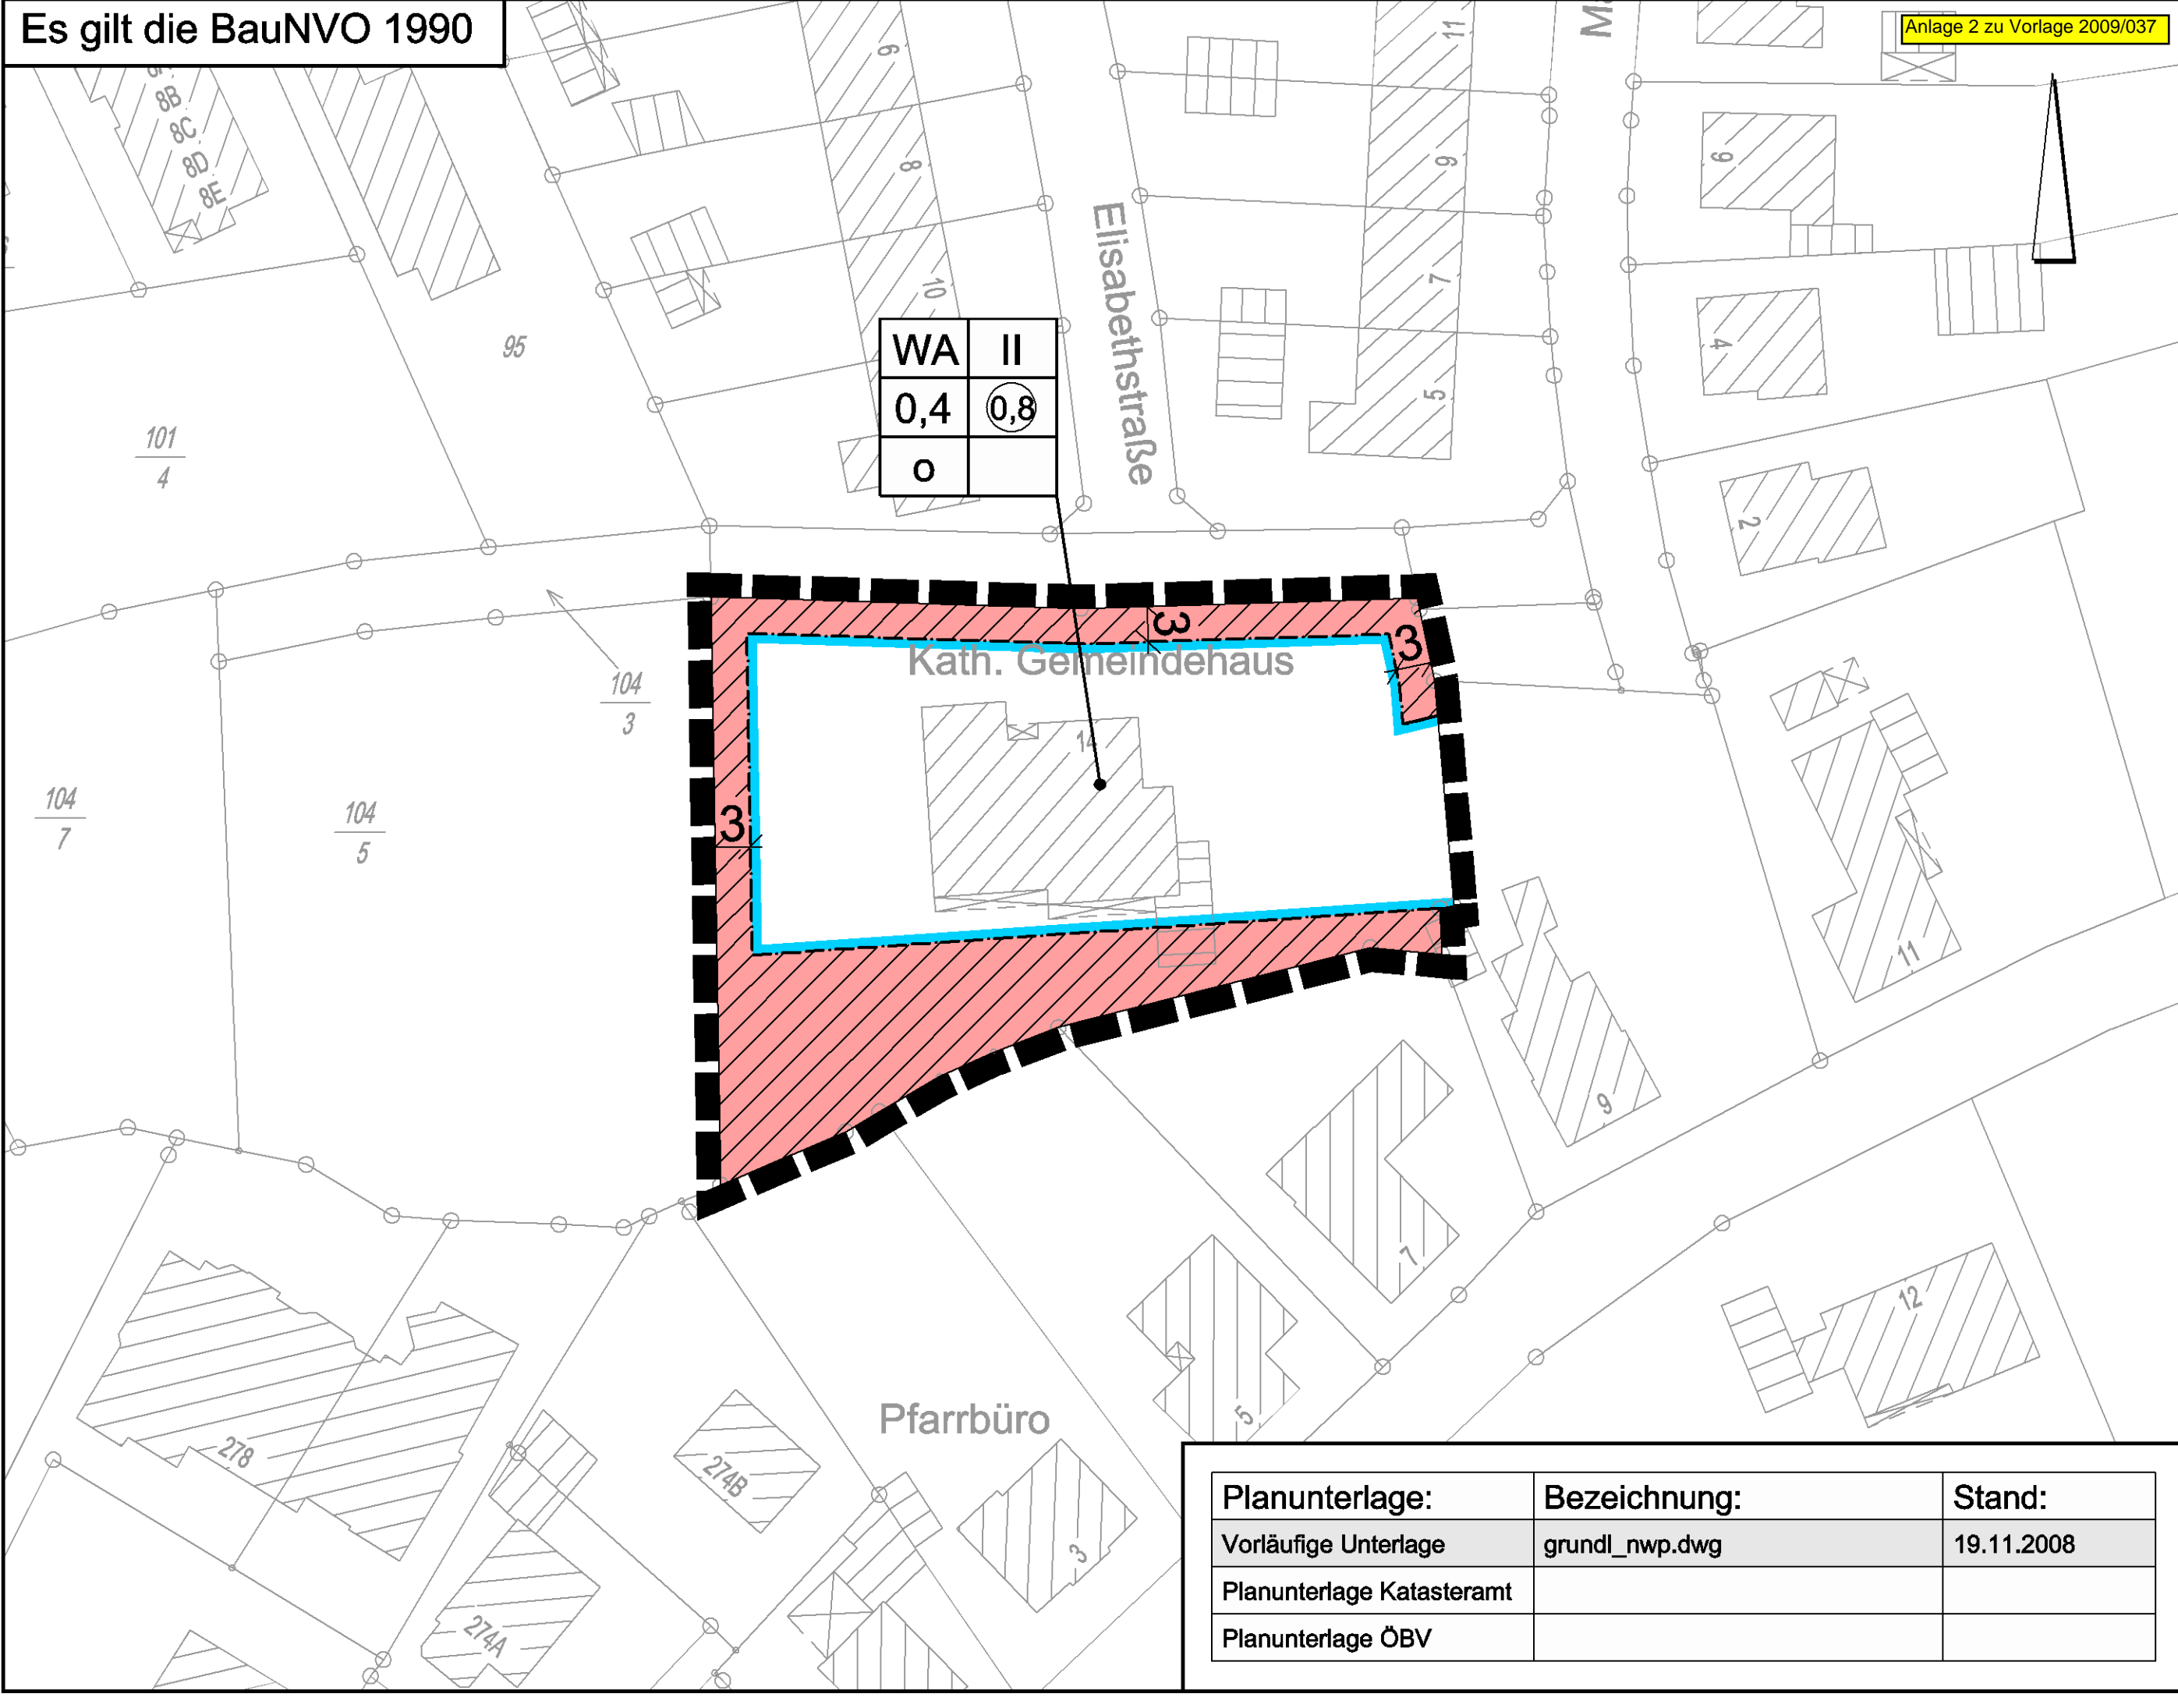 Es gilt die BauNVO 1990
Anlage 2 zu Vorlage 2009/037
8B
8C
8D
8E
6
8
10
11
9
7
5
6
4
2
Elisabethstraße
95
WA II
0,4 0,8
o
101
4
104
3
104
7
104
5
3
3
3
Kath. Gemeindehaus
14
11
9
7
5
3
12
Pfarrbüro
278
274B
274A
Planunterlage: Bezeichnung: Stand:
Vorläufige Unterlage grundl_nwp.dwg 19.11.2008
Planunterlage Katasteramt
Planunterlage ÖBV